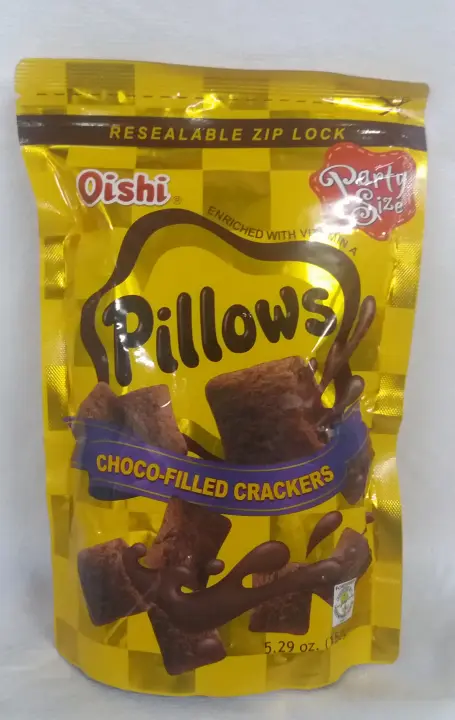 RESEALABLE ZIP LOCK
Oishi®
Party
Size
ENRICHED WITH VITAMIN A
Pillows
CHOCO-FILLED CRACKERS
5.29 oz.